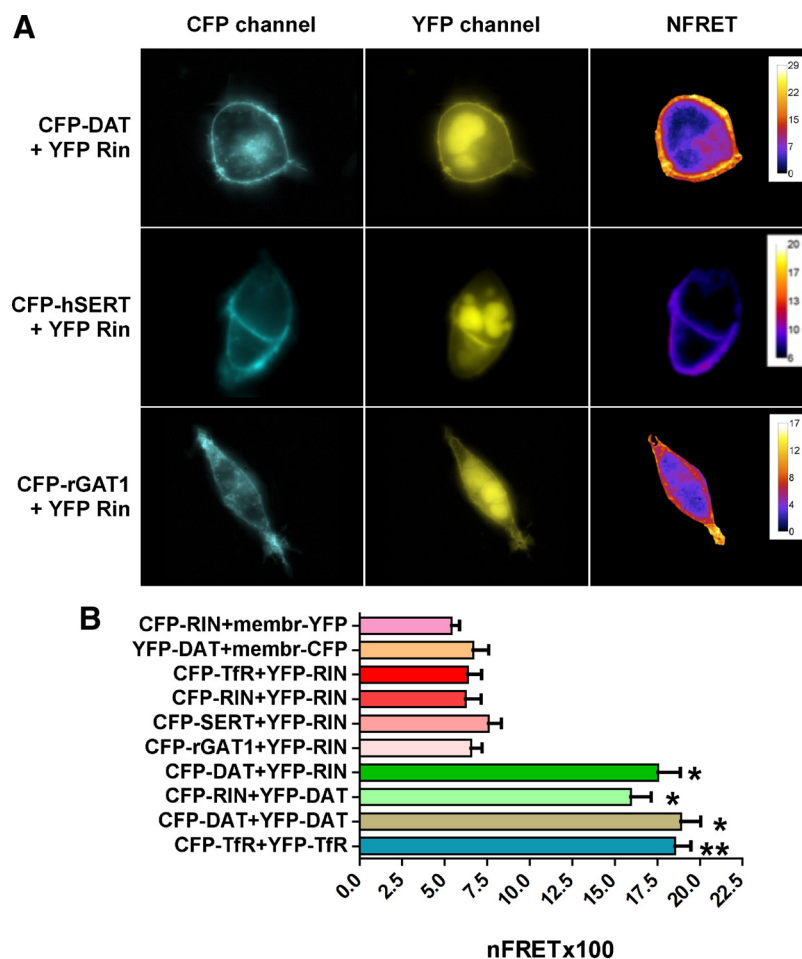 A
CFP channel
YFP channel
NFRET
CFP-DAT
+ YFP Rin
29
22
15
7
0
CFP-hSERT
+ YFP Rin
20
17
13
10
6
CFP-rGAT1
+ YFP Rin
17
12
8
4
0
B
CFP-RIN+membr-YFP
YFP-DAT+membr-CFP
CFP-TfR+YFP-RIN
CFP-RIN+YFP-RIN
CFP-SERT+YFP-RIN
CFP-rGAT1+YFP-RIN
CFP-DAT+YFP-RIN *
CFP-RIN+YFP-DAT *
CFP-DAT+YFP-DAT *
CFP-TfR+YFP-TfR **
0.0 2.5 5.0 7.5 10.0 12.5 15.0 17.5 20.0 22.5
nFRETx100